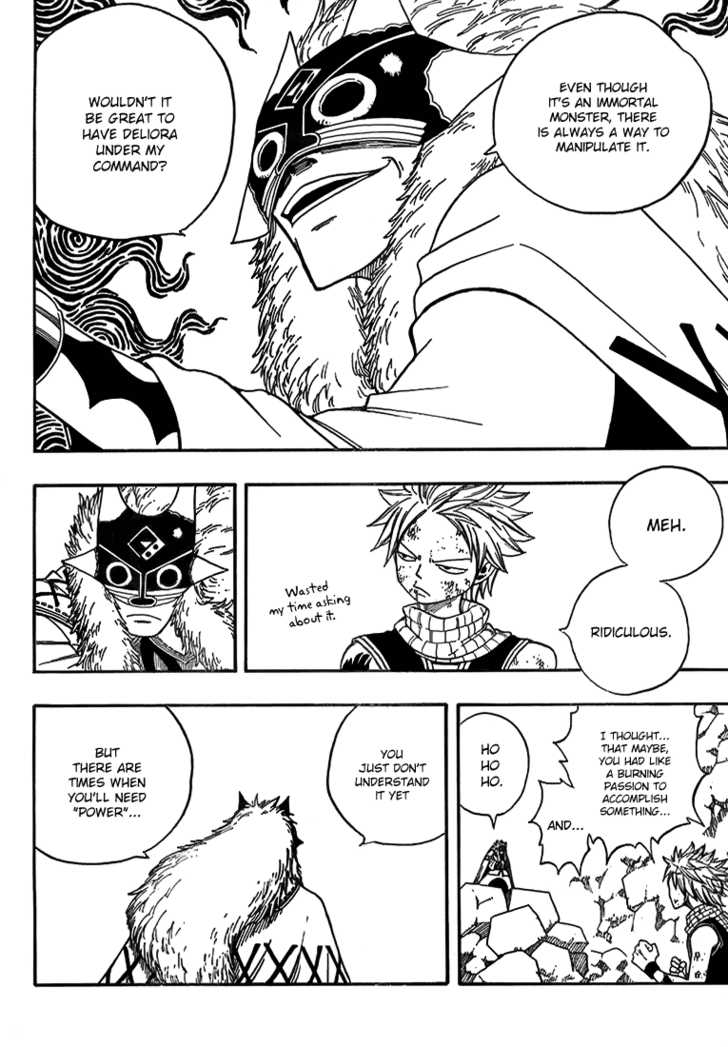 EVEN THOUGH
IT'S AN IMMORTAL
MONSTER, THERE
IS ALWAYS A WAY TO
MANIPULATE IT.
WOULDN'T IT
BE GREAT TO
HAVE DELIORA
UNDER MY
COMMAND?
MEH.
RIDICULOUS.
Wasted
my time asking
about it.
I THOUGHT...
THAT MAYBE,
YOU HAD LIKE
A BURNING
PASSION TO
ACCOMPLISH
SOMETHING...
AND...
HO
HO
HO.
YOU
JUST DON'T
UNDERSTAND
IT YET
BUT
THERE ARE
TIMES WHEN
YOU'LL NEED
"POWER"...